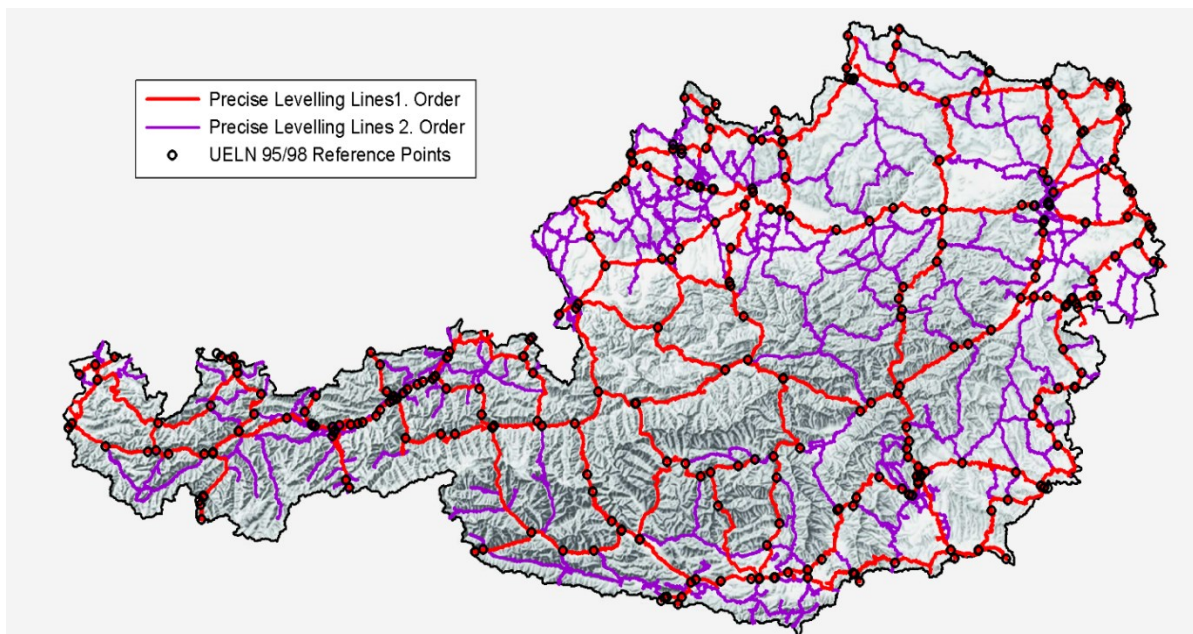 Precise Levelling Lines1. Order
Precise Levelling Lines 2. Order
UELN 95/98 Reference Points